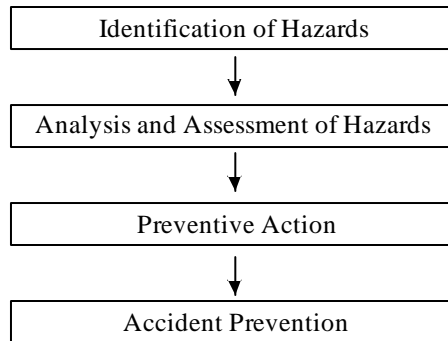 Identification of Hazards
Analysis and Assessment of Hazards
Preventive Action
Accident Prevention